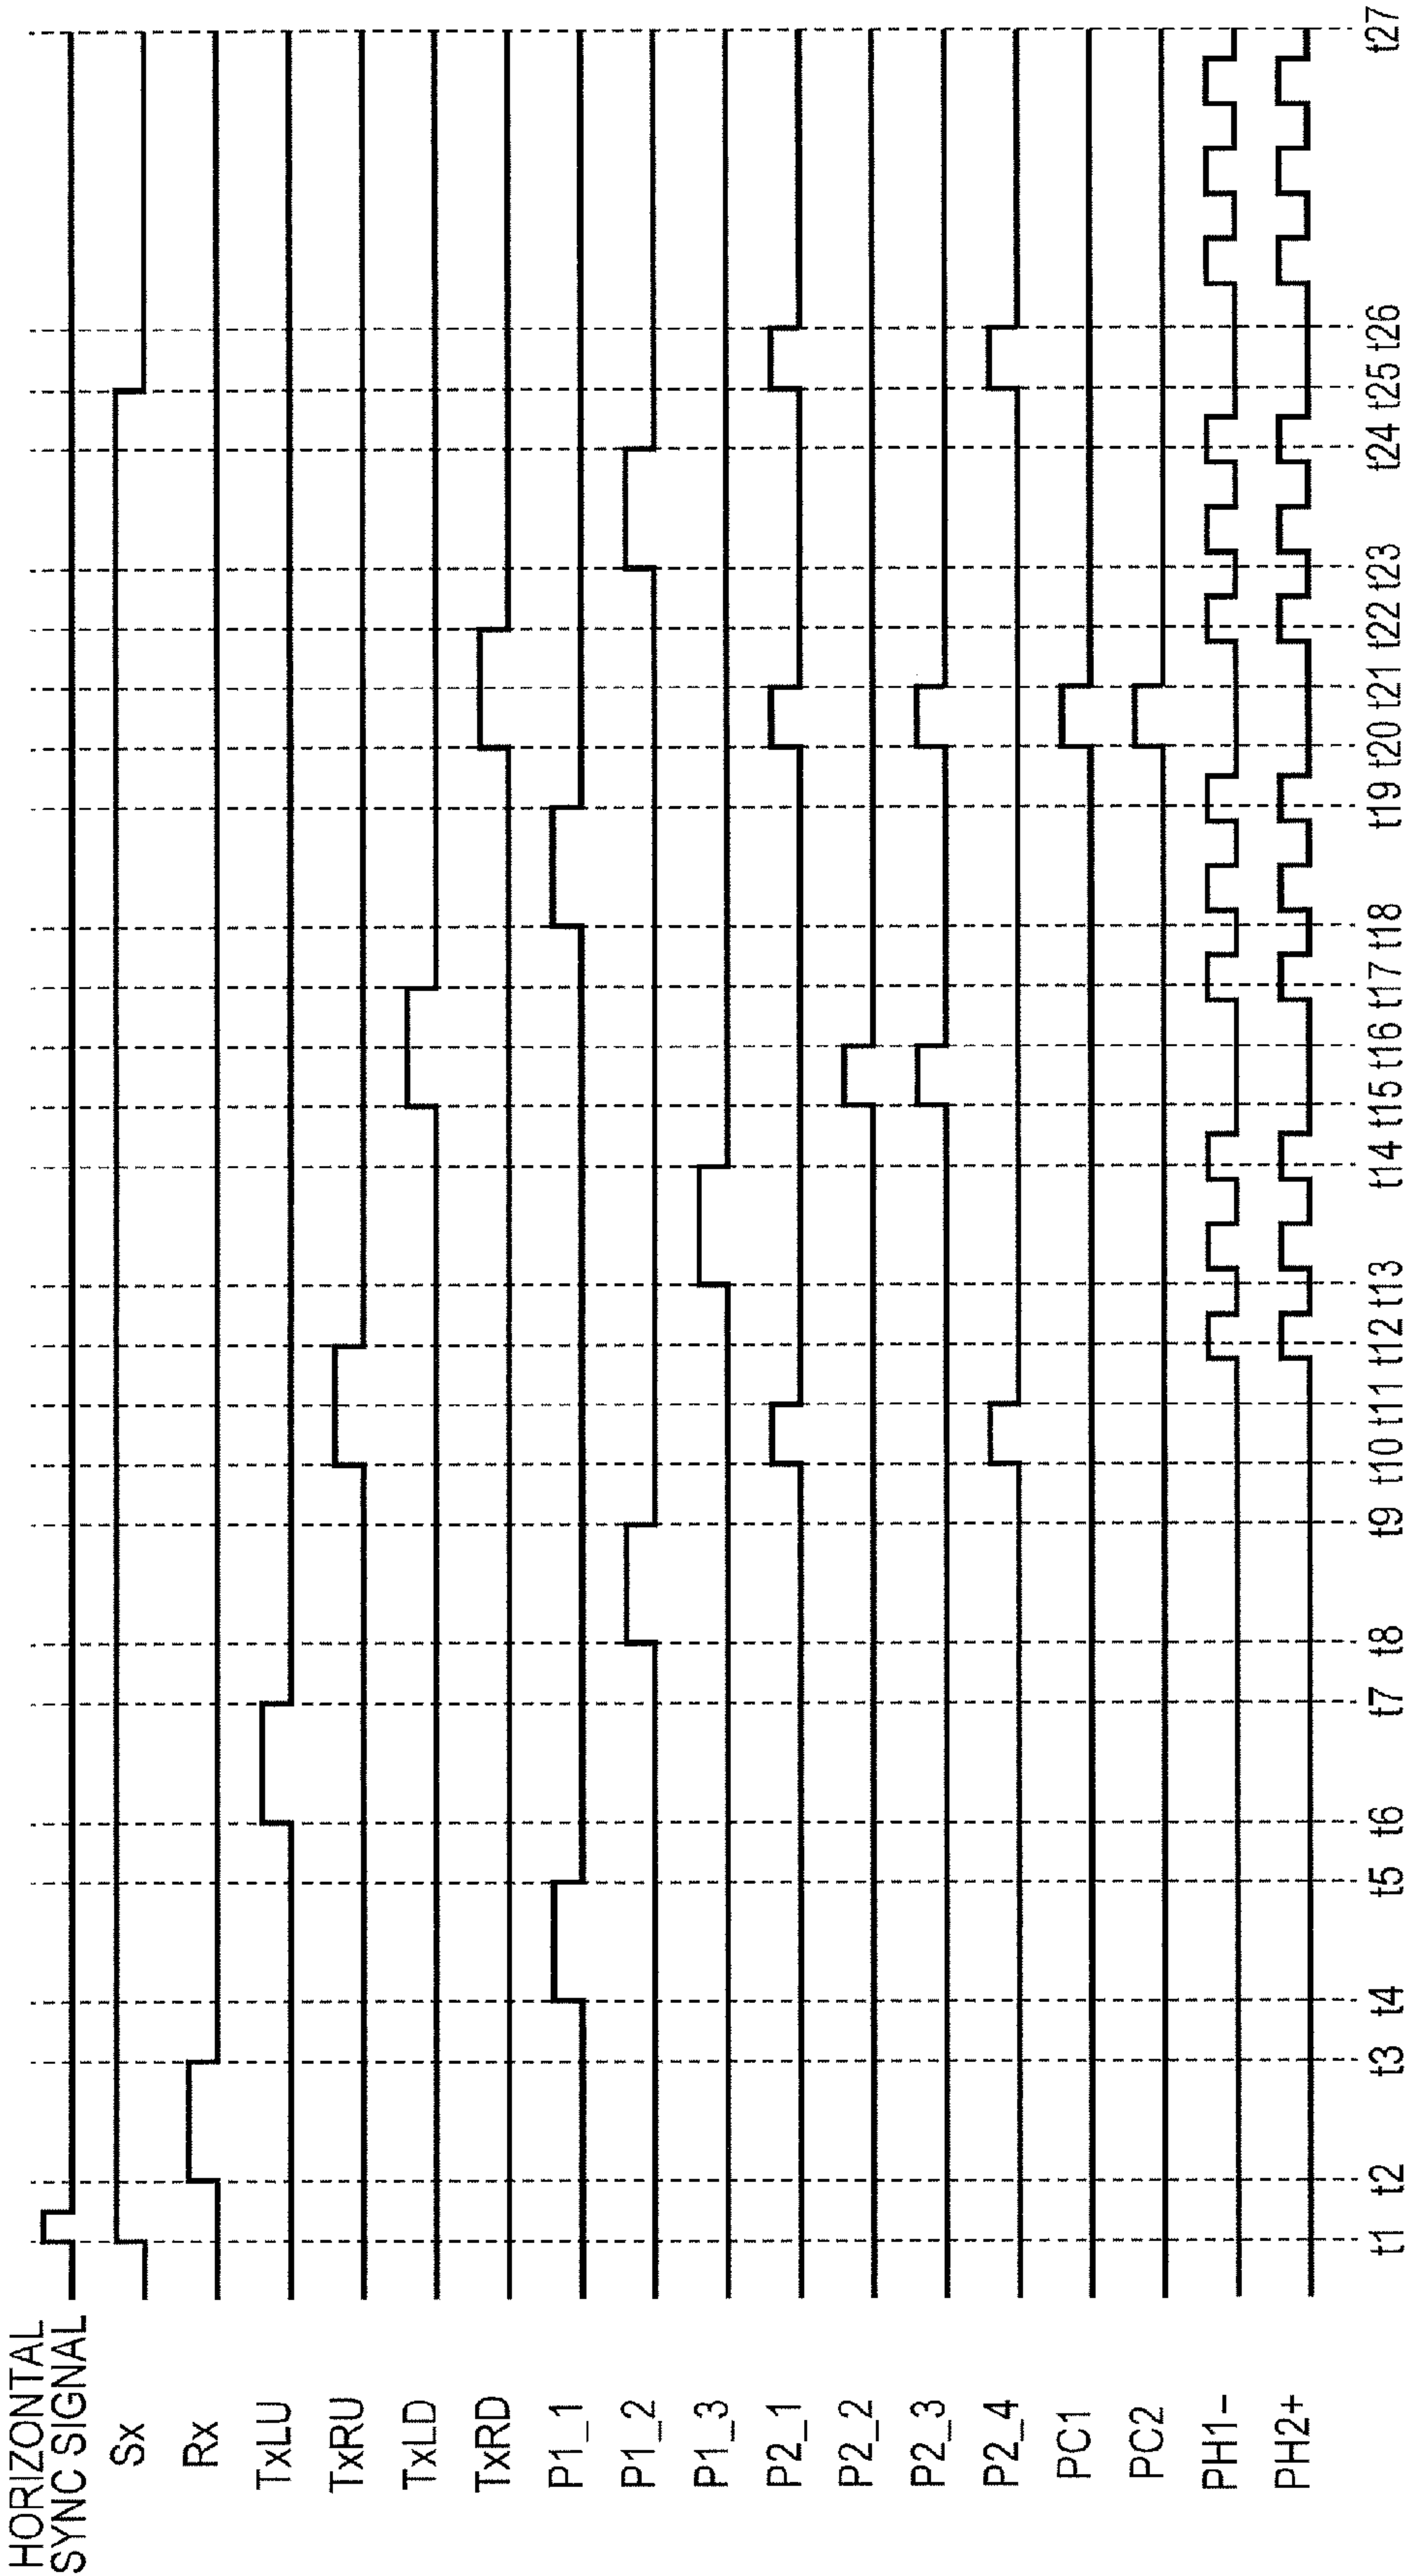 HORIZONTAL
SYNC SIGNAL
Sx
Rx
TxLU
TxRU
TxLD
TxRD
P1_1
P1_2
P1_3
P2_1
P2_2
P2_3
P2_4
PC1
PC2
PH1-
PH2+
t1 t2 t3 t4 t5 t6 t7 t8 t9 t10 t11 t12 t13 t14 t15 t16 t17 t18 t19 t20 t21 t22 t23 t24 t25 t26 t27